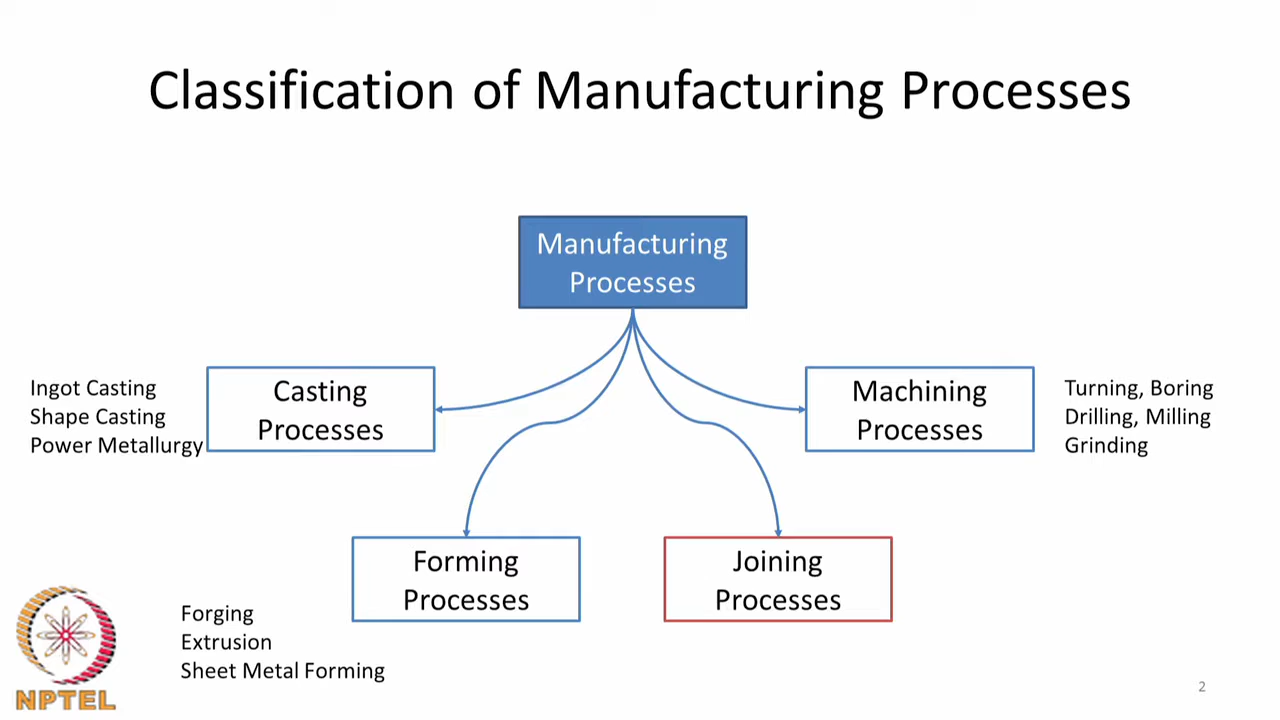 Classification of Manufacturing Processes
Manufacturing
Processes
Ingot Casting
Shape Casting
Power Metallurgy
Casting
Processes
Machining
Processes
Turning, Boring
Drilling, Milling
Grinding
Forming
Processes
Joining
Processes
Forging
Extrusion
Sheet Metal Forming
NPTEL
2